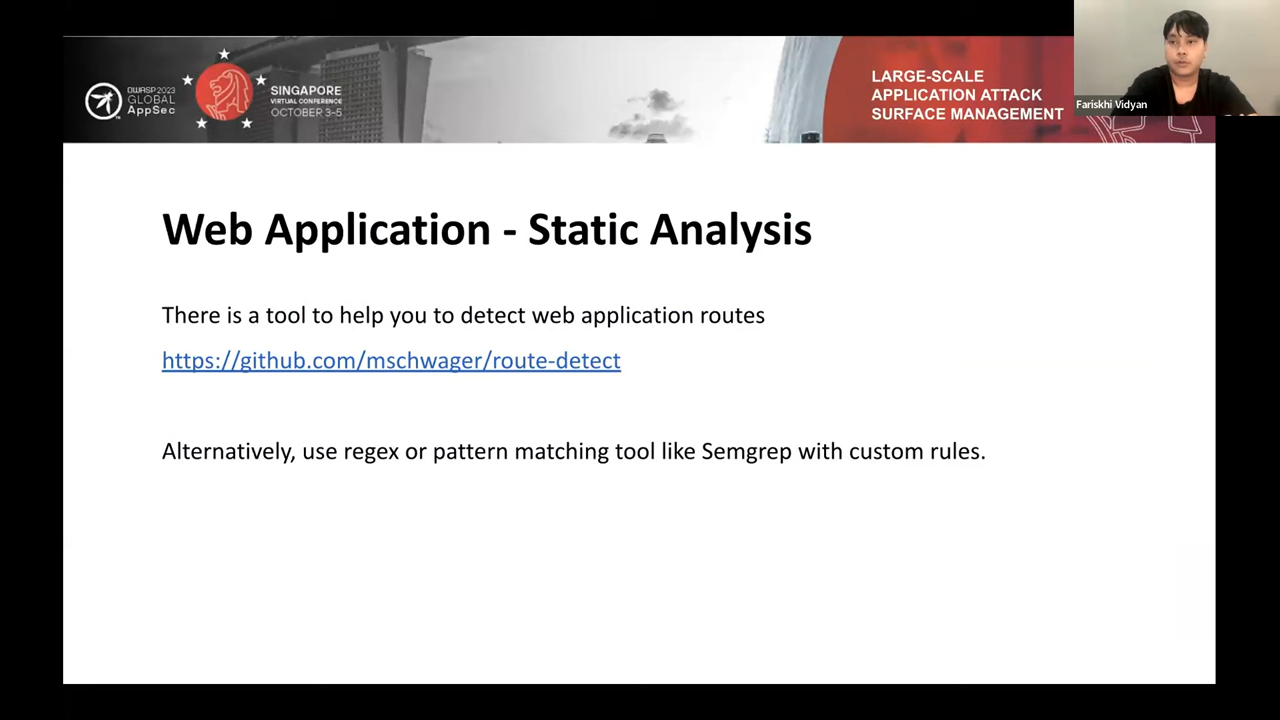 OWASP 2023
GLOBAL
AppSec
SINGAPORE
VIRTUAL CONFERENCE
OCTOBER 3-5
LARGE-SCALE
APPLICATION ATTACK
SURFACE MANAGEMENT
Fariskhi Vidyan
Web Application - Static Analysis
There is a tool to help you to detect web application routes
https://github.com/mschwager/route-detect
Alternatively, use regex or pattern matching tool like Semgrep with custom rules.